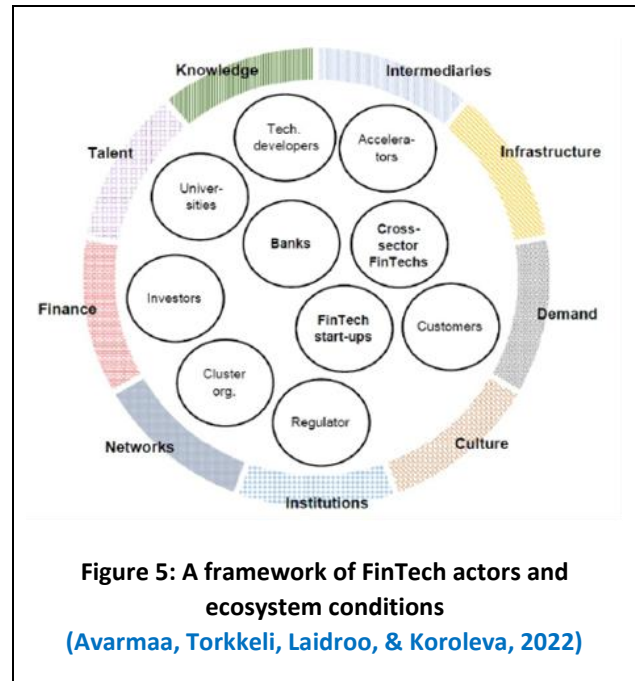 Knowledge
Intermediaries
Tech.
developers
Accelera-
tors
Talent
Infrastructure
Univer-
sities
Banks
Cross-
sector
FinTechs
Investors
FinTech
start-ups
Customers
Finance
Demand
Cluster
org.
Regulator
Networks
Culture
Institutions
Figure 5: A framework of FinTech actors and
ecosystem conditions
(Avarmaa, Torkkeli, Laidroo, & Koroleva, 2022)